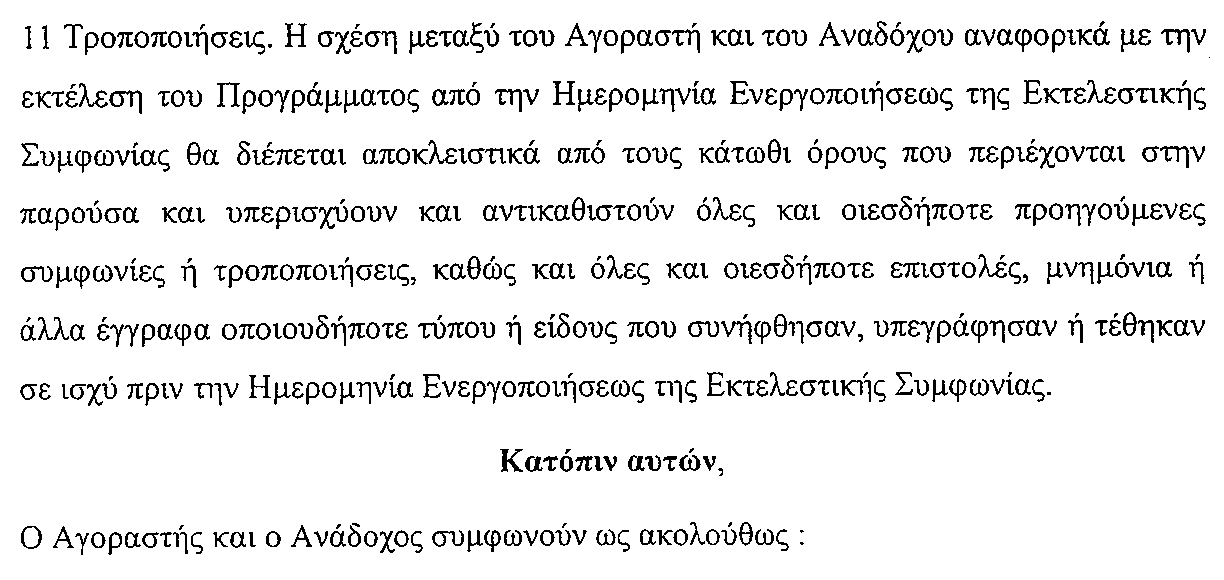 11 Τροποποιήσεις. Η σχέση μεταξύ του Αγοραστή και του Αναδόχου αναφορικά με την
εκτέλεση του Προγράμματος από την Ημερομηνία Ενεργοποιήσεως της Εκτελεστικής
Συμφωνίας θα διέπεται αποκλειστικά από τους κάτωθι όρους που περιέχονται στην
παρούσα και υπερισχύουν και αντικαθιστούν όλες και οιεσδήποτε προηγούμενες
συμφωνίες ή τροποποιήσεις, καθώς και όλες και οιεσδήποτε επιστολές, μνημόνια ή
άλλα έγγραφα οποιουδήποτε τύπου ή είδους που συνήφθησαν, υπεγράφησαν ή τέθηκαν
σε ισχύ πριν την Ημερομηνία Ενεργοποιήσεως της Εκτελεστικής Συμφωνίας.
Κατόπιν αυτών,
Ο Αγοραστής και ο Ανάδοχος συμφωνούν ως ακολούθως :